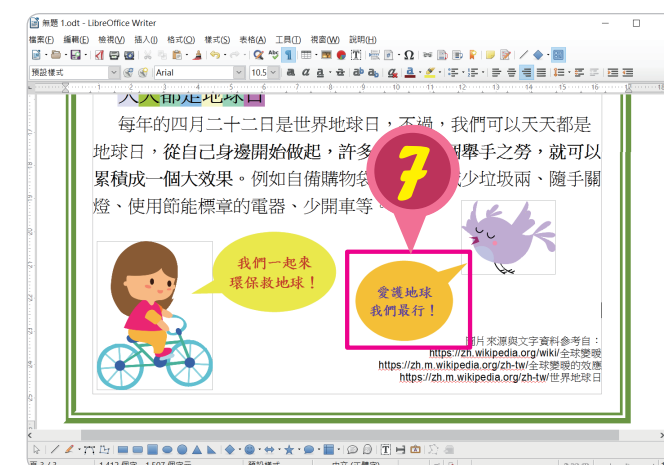 無題 1.odt - LibreOffice Writer
檔案(F) 編輯(E) 檢視(V) 插入(I) 格式(O) 樣式(S) 表格(A) 工具(T) 視窗(W) 說明(H)
預設樣式 Arial 10.5
天天都是地球日
每年的四月二十二日是世界地球日，不過，我們可以天天都是
地球日，從自己身邊開始做起，許多 個舉手之勞，就可以
累積成一個大效果。例如自備購物袋 少垃圾兩、隨手關
燈、使用節能標章的電器、少開車等。
7
我們一起來
環保救地球！
愛護地球
我們最行！
圖片來源與文字資料參考自：
https://zh.wikipedia.org/wiki/全球變暖
https://zh.m.wikipedia.org/zh-tw/全球變暖的效應
https://zh.m.wikipedia.org/zh-tw/世界地球日